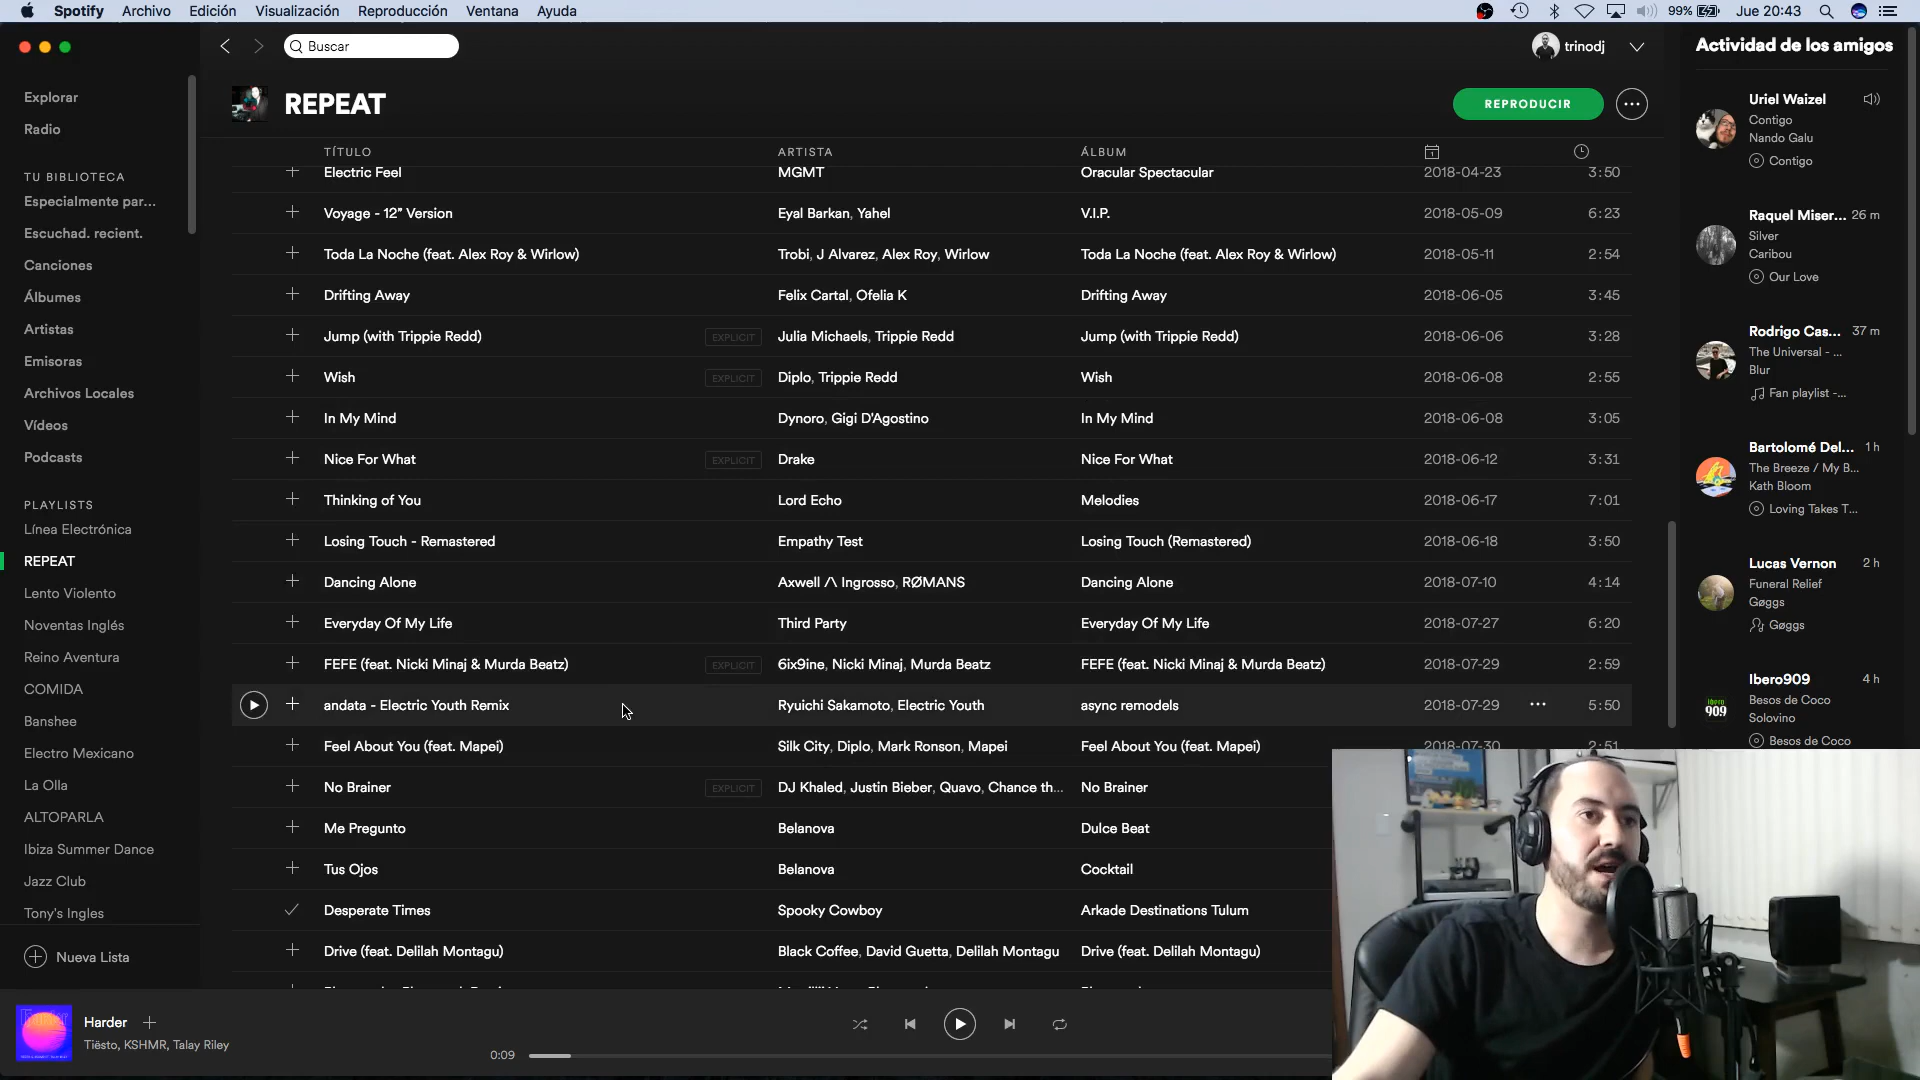 Spotify Archivo Edición Visualización Reproducción Ventana Ayuda 99% Jue 20:43
Buscar
trinodj
Actividad de los amigos
Explorar
Radio
TU BIBLIOTECA
Especialmente par...
Escuchad. recient.
Canciones
Álbumes
Artistas
Emisoras
Archivos Locales
Vídeos
Podcasts
PLAYLISTS
Línea Electrónica
REPEAT
Lento Violento
Noventas Inglés
Reino Aventura
COMIDA
Banshee
Electro Mexicano
La Olla
ALTOPARLA
Ibiza Summer Dance
Jazz Club
Tony's Ingles
Nueva Lista
REPEAT
REPRODUCIR
TÍTULO ARTISTA ÁLBUM
Electric Feel MGMT Oracular Spectacular 2018-04-23 3:50
Voyage - 12” Version Eyal Barkan, Yahel V.I.P. 2018-05-09 6:23
Toda La Noche (feat. Alex Roy & Wirlow) Trobi, J Alvarez, Alex Roy, Wirlow Toda La Noche (feat. Alex Roy & Wirlow) 2018-05-11 2:54
Drifting Away Felix Cartal, Ofelia K Drifting Away 2018-06-05 3:45
Jump (with Trippie Redd) EXPLICIT Julia Michaels, Trippie Redd Jump (with Trippie Redd) 2018-06-06 3:28
Wish EXPLICIT Diplo, Trippie Redd Wish 2018-06-08 2:55
In My Mind Dynoro, Gigi D'Agostino In My Mind 2018-06-08 3:05
Nice For What EXPLICIT Drake Nice For What 2018-06-12 3:31
Thinking of You Lord Echo Melodies 2018-06-17 7:01
Losing Touch - Remastered Empathy Test Losing Touch (Remastered) 2018-06-18 3:50
Dancing Alone Axwell /\ Ingrosso, RØMANS Dancing Alone 2018-07-10 4:14
Everyday Of My Life Third Party Everyday Of My Life 2018-07-27 6:20
FEFE (feat. Nicki Minaj & Murda Beatz) EXPLICIT 6ix9ine, Nicki Minaj, Murda Beatz FEFE (feat. Nicki Minaj & Murda Beatz) 2018-07-29 2:59
andata - Electric Youth Remix Ryuichi Sakamoto, Electric Youth async remodels 2018-07-29 5:50
Feel About You (feat. Mapei) Silk City, Diplo, Mark Ronson, Mapei Feel About You (feat. Mapei) 2018-07-30 2:51
No Brainer EXPLICIT DJ Khaled, Justin Bieber, Quavo, Chance th... No Brainer
Me Pregunto Belanova Dulce Beat
Tus Ojos Belanova Cocktail
Desperate Times Spooky Cowboy Arkade Destinations Tulum
Drive (feat. Delilah Montagu) Black Coffee, David Guetta, Delilah Montagu Drive (feat. Delilah Montagu)
Uriel Waizel
Contigo
Nando Galu
Contigo
Raquel Miser... 26 m
Silver
Caribou
Our Love
Rodrigo Cas... 37 m
The Universal - ...
Blur
Fan playlist -...
Bartolomé Del... 1 h
The Breeze / My B...
Kath Bloom
Loving Takes T...
Lucas Vernon 2 h
Funeral Relief
Gøggs
Gøggs
Ibero909 4 h
ibero
909
Besos de Coco
Solovino
Besos de Coco
Harder
Tiësto, KSHMR, Talay Riley
0:09